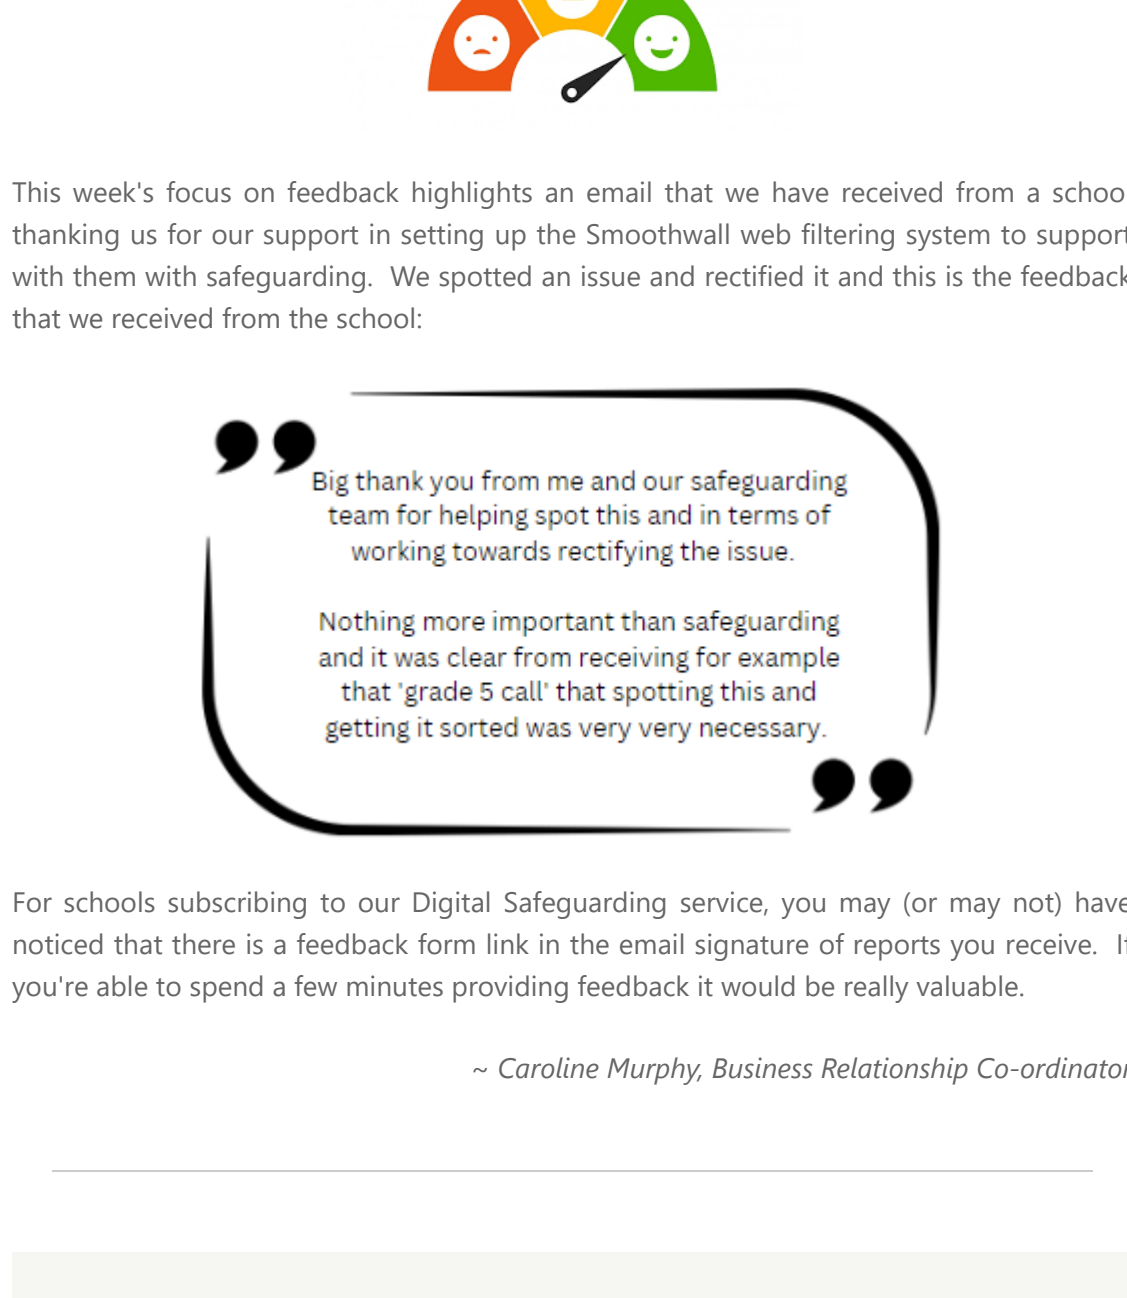 This week's focus on feedback highlights an email that we have received from a school
thanking us for our support in setting up the Smoothwall web filtering system to support
with them with safeguarding.  We spotted an issue and rectified it and this is the feedback
that we received from the school:
Big thank you from me and our safeguarding
team for helping spot this and in terms of
working towards rectifying the issue.
Nothing more important than safeguarding
and it was clear from receiving for example
that 'grade 5 call' that spotting this and
getting it sorted was very very necessary.
For schools subscribing to our Digital Safeguarding service, you may (or may not) have
noticed that there is a feedback form link in the email signature of reports you receive.  If
you're able to spend a few minutes providing feedback it would be really valuable.
~ Caroline Murphy, Business Relationship Co-ordinator